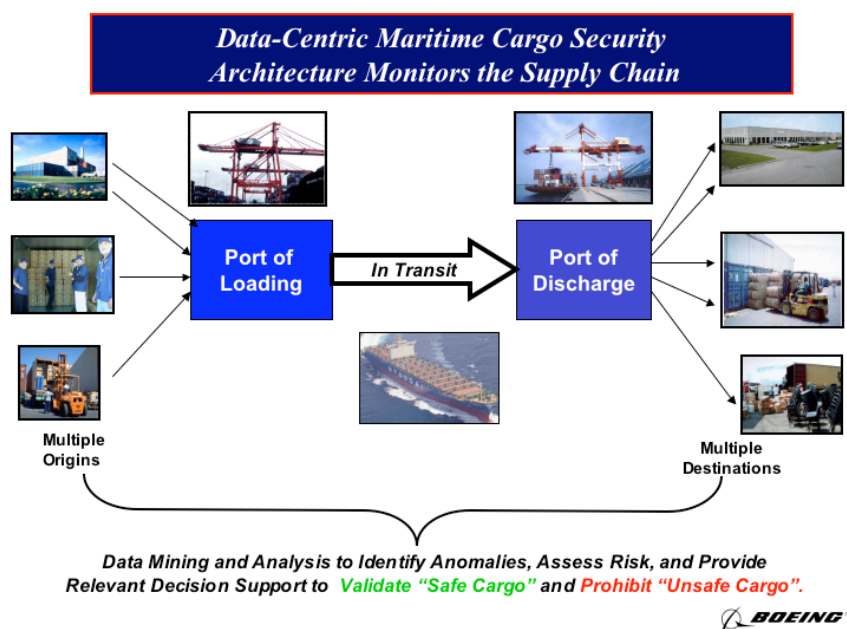 Data-Centric Maritime Cargo Security
Architecture Monitors the Supply Chain
Port of
Loading
In Transit
Port of
Discharge
Multiple
Origins
Multiple
Destinations
Data Mining and Analysis to Identify Anomalies, Assess Risk, and Provide
Relevant Decision Support to Validate “Safe Cargo” and Prohibit “Unsafe Cargo”.
BOEING